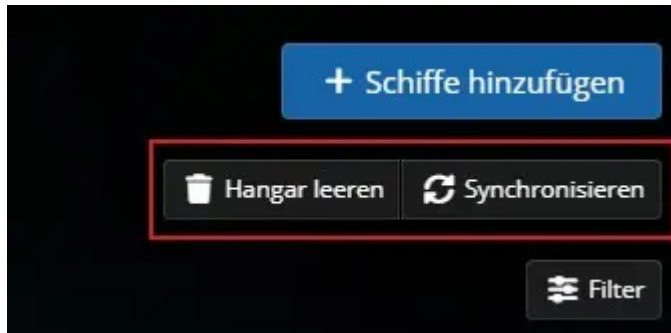 + Schiffe hinzufügen
Hangar leeren Synchronisieren
Filter